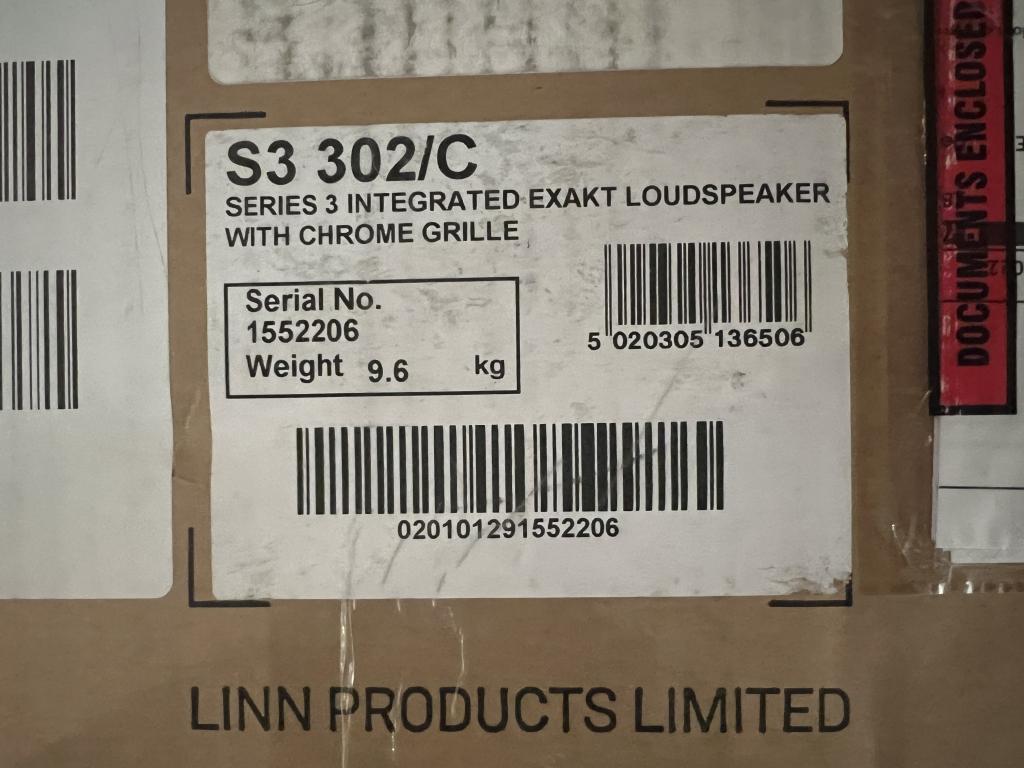 S3 302/C
SERIES 3 INTEGRATED EXAKT LOUDSPEAKER
WITH CHROME GRILLE
Serial No.
1552206
Weight 9.6 kg
5 020305 136506
020101291552206
LINN PRODUCTS LIMITED
DOCUMENTS ENCLOSED